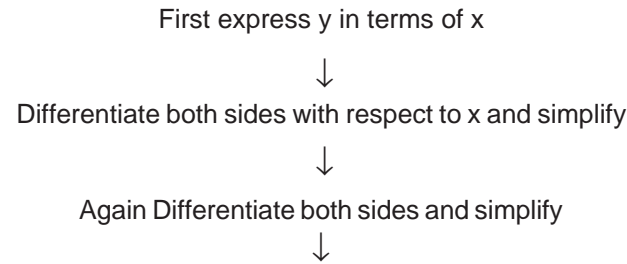 First express y in terms of x
↓
Differentiate both sides with respect to x and simplify
↓
Again Differentiate both sides and simplify
↓